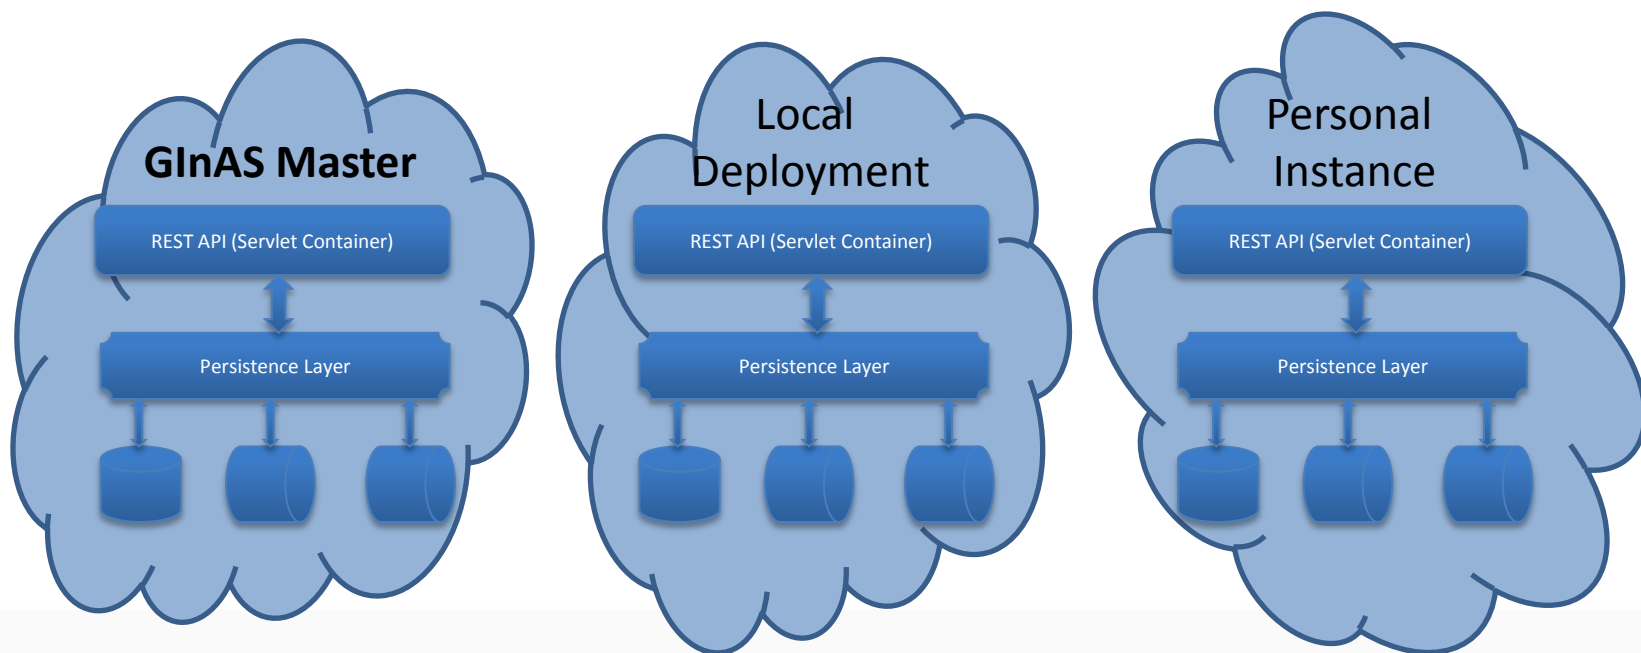 GInAS Master
REST API (Servlet Container)
Persistence Layer
Local
Deployment
REST API (Servlet Container)
Persistence Layer
Personal
Instance
REST API (Servlet Container)
Persistence Layer